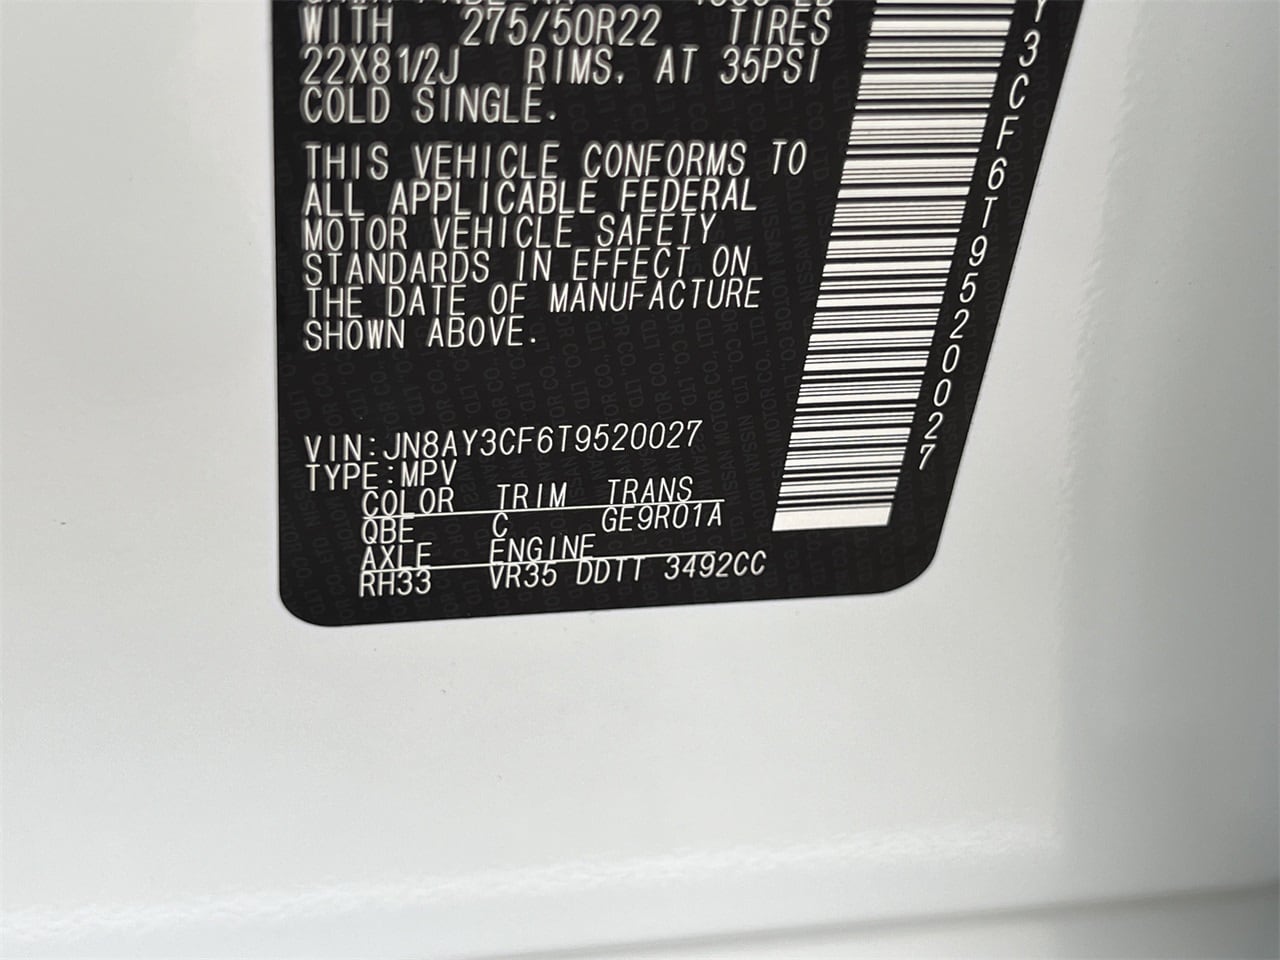 WITH 275/50R22 TIRES
22X81/2J RIMS, AT 35PSI
COLD SINGLE.
THIS VEHICLE CONFORMS TO
ALL APPLICABLE FEDERAL
MOTOR VEHICLE SAFETY
STANDARDS IN EFFECT ON
THE DATE OF MANUFACTURE
SHOWN ABOVE.
VIN:JN8AY3CF6T9520027
TYPE:MPV
COLOR TRIM TRANS
QBE C GE9R01A
AXLE ENGINE
RH33 VR35 DDTT 3492CC
Y3CF6T9520027